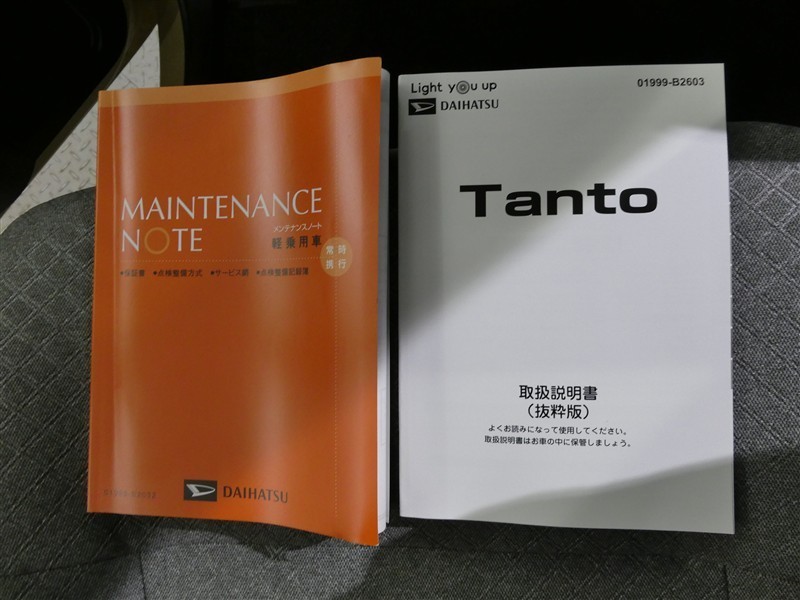 MAINTENANCE
NOTE
メンテナンスノート
軽乗用車
常時
携行
●保証書 ●点検整備方式 ●サービス網 ●点検整備記録簿
DAIHATSU
Light you up
DAIHATSU
01999-B2603
Tanto
取扱説明書
（抜粋版）
よくお読みになって使用してください。
取扱説明書はお車の中に保管しましょう。